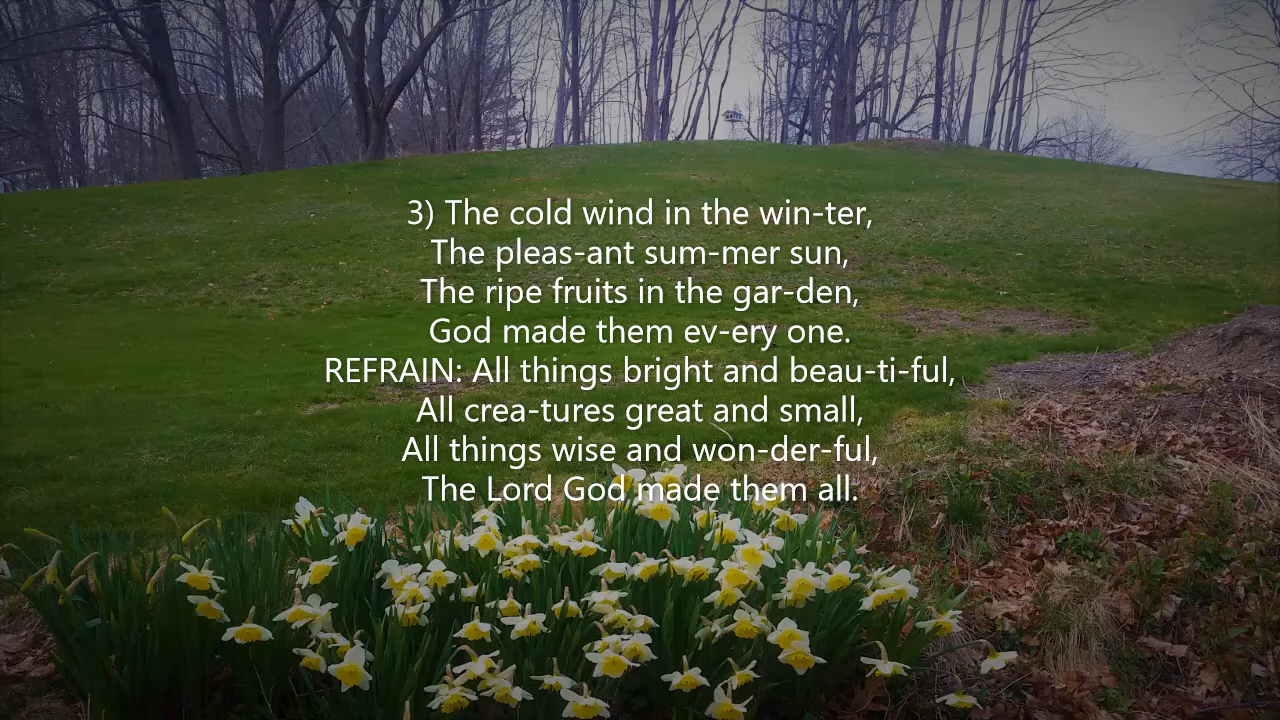 3) The cold wind in the win-ter,
The pleas-ant sum-mer sun,
The ripe fruits in the gar-den,
God made them ev-ery one.
REFRAIN: All things bright and beau-ti-ful,
All crea-tures great and small,
All things wise and won-der-ful,
The Lord God made them all.